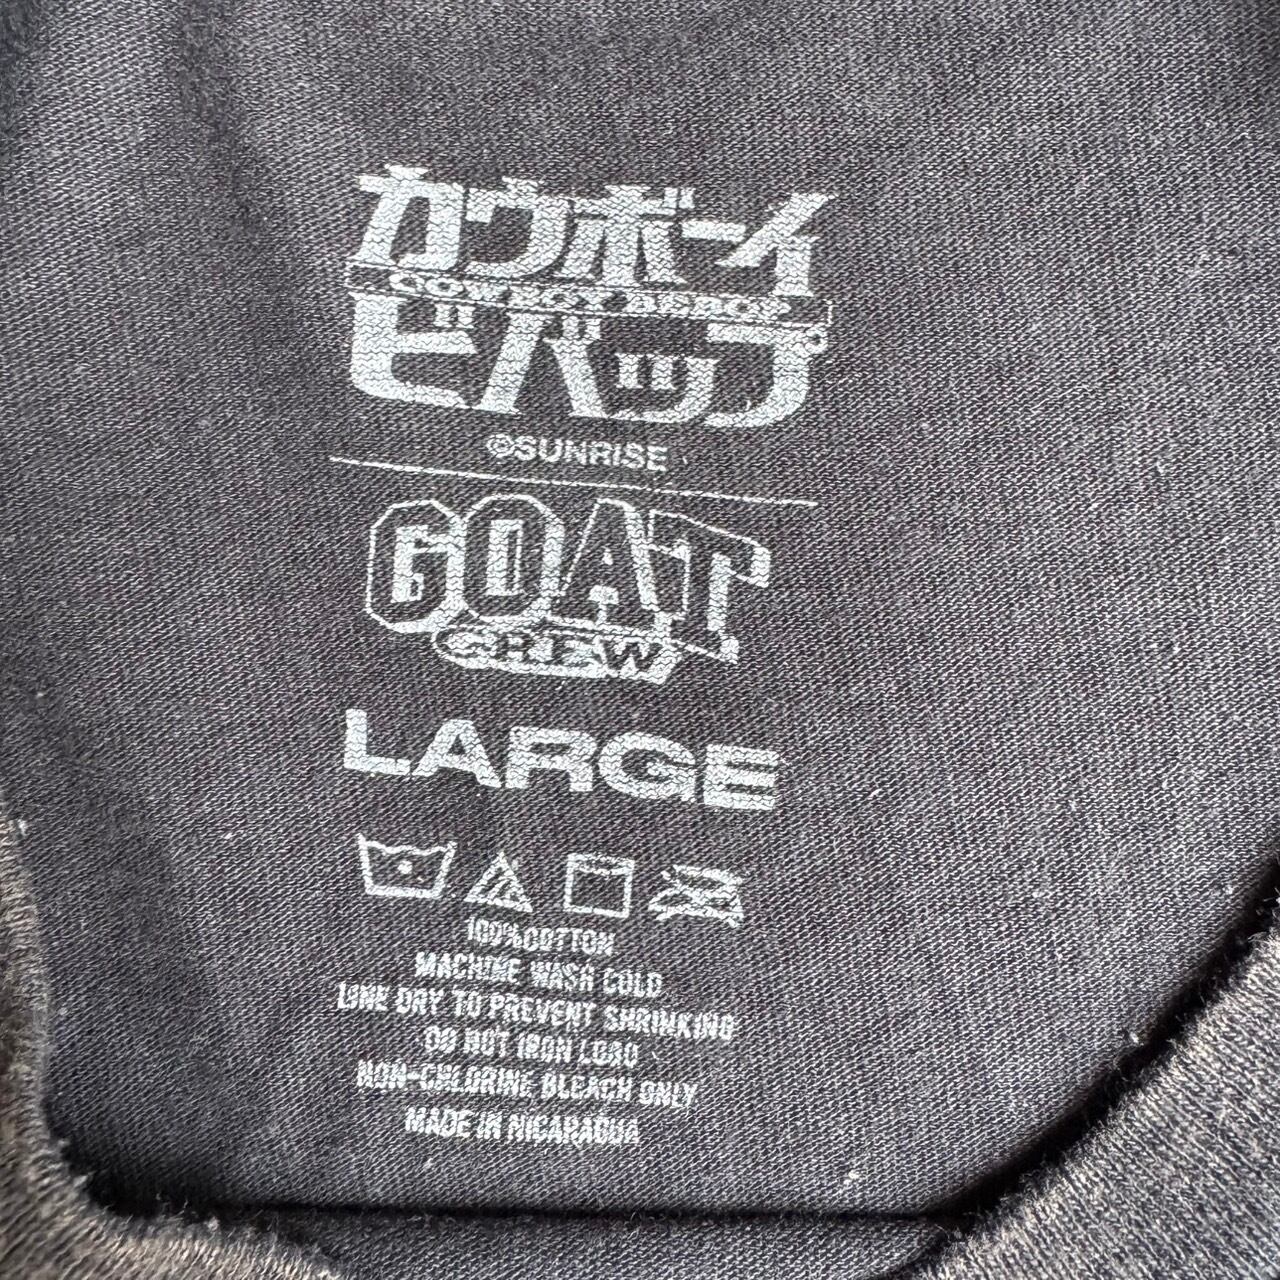 カウボーイ
COWBOY BEBOP
ビバップ
©SUNRISE
GOAT
CREW
LARGE
100%COTTON
MACHINE WASH COLD
LINE DRY TO PREVENT SHRINKING
DO NOT IRON LOAD
NON-CHLORINE BLEACH ONLY
MADE IN NICARAGUA